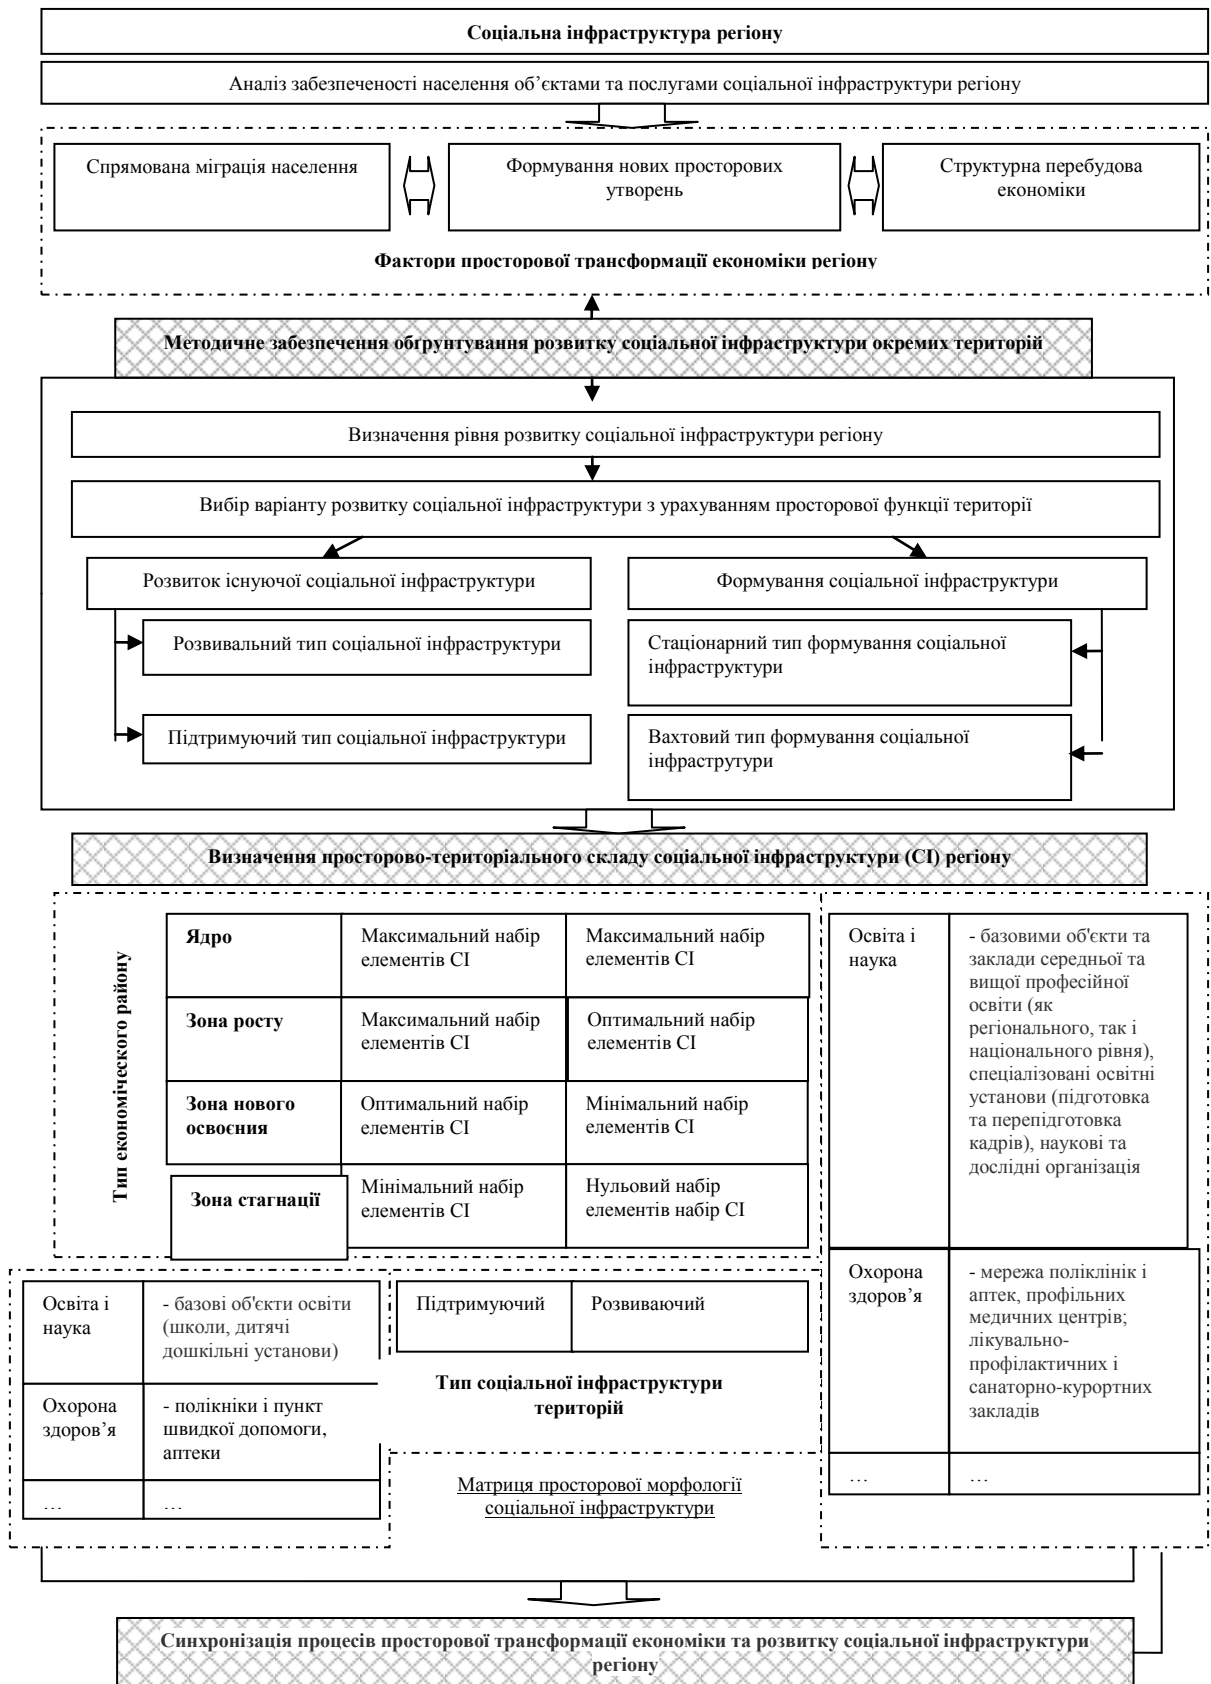 Соціальна інфраструктура регіону
Аналіз забезпеченості населення об’єктами та послугами соціальної інфраструктури регіону
Спрямована міграція населення
Формування нових просторових
утворень
Структурна перебудова
економіки
Фактори просторової трансформації економіки регіону
Методичне забезпечення обґрунтування розвитку соціальної інфраструктури окремих територій
Визначення рівня розвитку соціальної інфраструктури регіону
Вибір варіанту розвитку соціальної інфраструктури з урахуванням просторової функції території
Розвиток існуючої соціальної інфраструктури
Формування соціальної інфраструктури
Розвивальний тип соціальної інфраструктури
Стаціонарний тип формування соціальної
інфраструктури
Підтримуючий тип соціальної інфраструктури
Вахтовий тип формування соціальної
інфраструтури
Визначення просторово-територіального складу соціальної інфраструктури (СІ) регіону
Тип економічеського району
Ядро
Максимальний набір
елементів СІ
Максимальний набір
елементів СІ
Зона росту
Максимальний набір
елементів СІ
Оптимальний набір
елементів СІ
Зона нового
освоєния
Оптимальний набір
елементів СІ
Мінімальний набір
елементів СІ
Зона стагнації
Мінімальний набір
елементів СІ
Нульовий набір
елементів набір СІ
Освіта і
наука
- базовими об'єкти та
заклади середньої та
вищої професійної
освіти (як
регіонального, так і
національного рівня),
спеціалізовані освітні
установи (підготовка
та перепідготовка
кадрів), наукові та
дослідні організація
Охорона
здоров’я
- мережа поліклінік і
аптек, профільних
медичних центрів;
лікувально-
профілактичних і
санаторно-курортних
закладів
…
…
Освіта і
наука
- базові об'єкти освіти
(школи, дитячі
дошкільні установи)
Охорона
здоров’я
- полікніки і пункт
швидкої допомоги,
аптеки
…
…
Підтримуючий
Розвиваючий
Тип соціальної інфраструктури
територій
Матриця просторової морфології
соціальної інфраструктури
Синхронізація процесів просторової трансформації економіки та розвитку соціальної інфраструктури
регіону